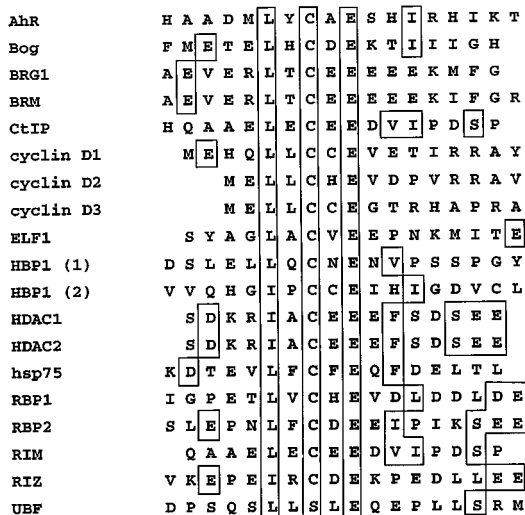 AhR H A A D M L Y C A E S H I R H I K T
Bog F M E T E L H C D E K T I I I G H
BRG1 A E V E R L T C E E E E E K M F G
BRM A E V E R L T C E E E E E K I F G R
CtIP H Q A A E L E C E E D V I P D S P
cyclin D1 M E H Q L L C C E V E T I R R A Y
cyclin D2 M E L L C H E V D P V R R A V
cyclin D3 M E L L C C E G T R H A P R A
ELF1 S Y A G L A C V E E P N K M I T E
HBP1 (1) D S L E L L Q C N E N V P S S P G Y
HBP1 (2) V V Q H G I P C C E I H I G D V C L
HDAC1 S D K R I A C E E E F S D S E E
HDAC2 S D K R I A C E E E F S D S E E
hsp75 K D T E V L F C F E Q F D E L T L
RBP1 I G P E T L V C H E V D L D D L D E
RBP2 S L E P N L F C D E E I P I K S E E
RIM Q A A E L E C E E D V I P D S P
RIZ V K E P E I R C D E K P E D L L E E
UBF D P S Q S L L S L E Q E P L L S R M